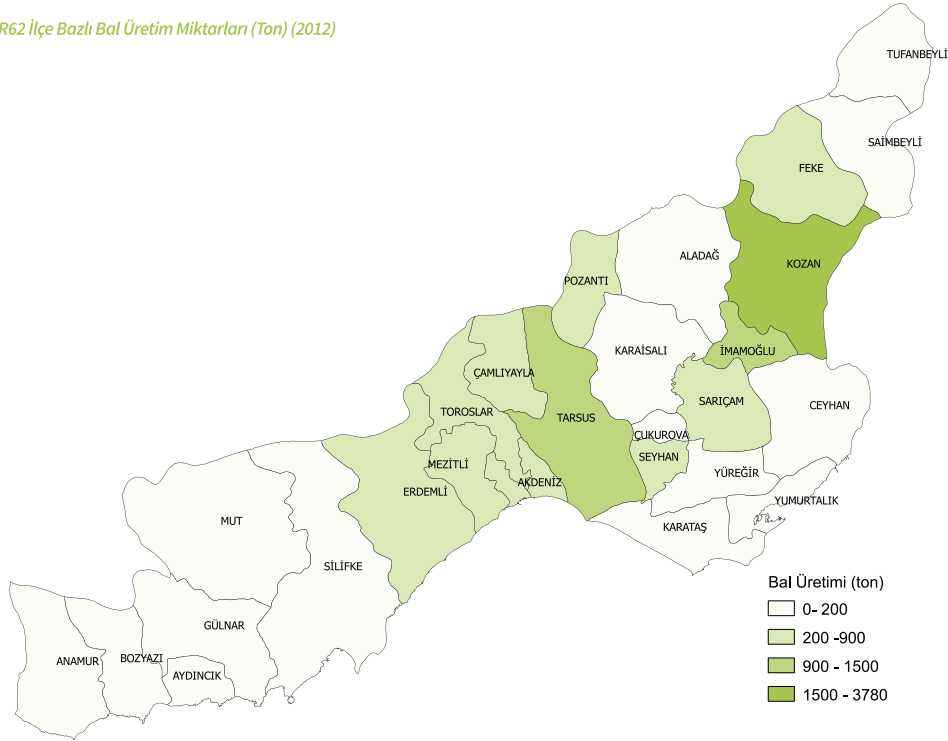 R62 İlçe Bazlı Bal Üretim Miktarları (Ton) (2012)
TUFANBEYLİ
SAİMBEYLİ
FEKE
ALADAĞ
KOZAN
POZANTI
KARAİSALI
İMAMOĞLU
ÇAMLIYAYLA
SARIÇAM
CEYHAN
TOROSLAR
TARSUS
ÇUKUROVA
SEYHAN
MEZİTLİ
YÜREĞİR
AKDENİZ
ERDEMLİ
YUMURTALIK
MUT
KARATAŞ
SİLİFKE
GÜLNAR
ANAMUR
BOZYAZI
AYDINCIK
Bal Üretimi (ton)
0- 200
200 -900
900 - 1500
1500 - 3780